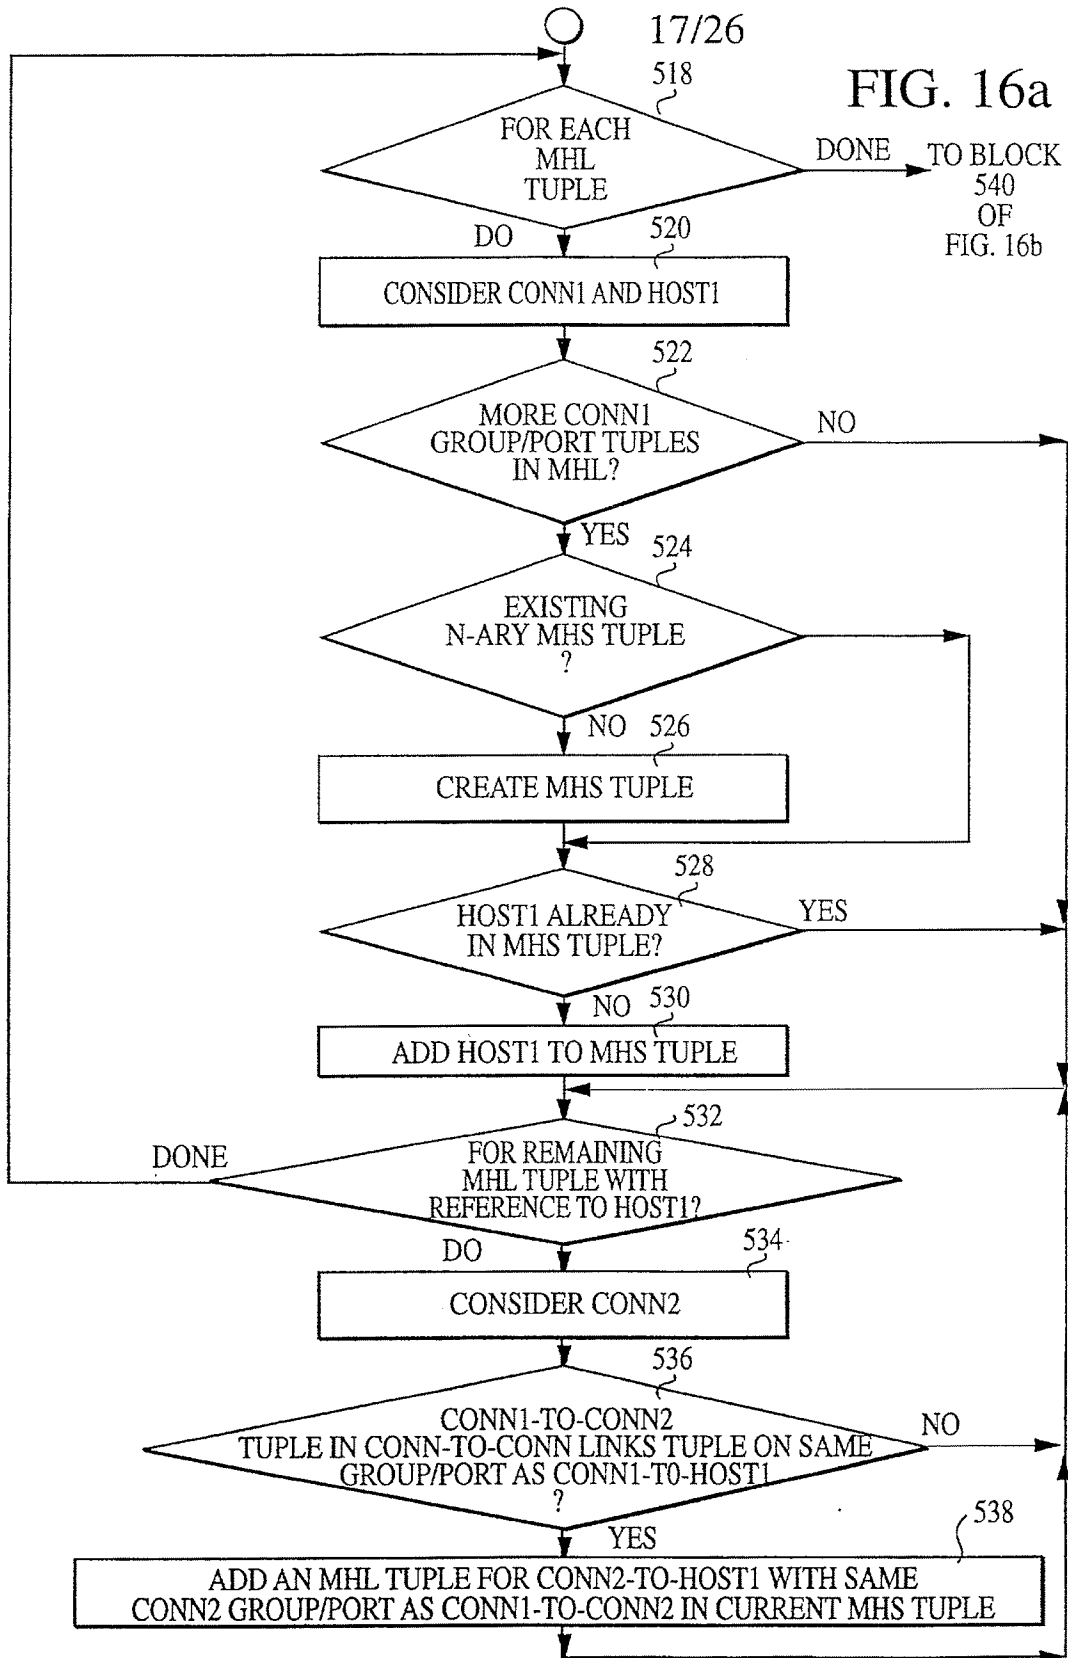 17/26
FIG. 16a
518
FOR EACH
MHL
TUPLE
DONE
TO BLOCK
540
OF
FIG. 16b
DO
520
CONSIDER CONN1 AND HOST1
522
MORE CONN1
GROUP/PORT TUPLES
IN MHL?
NO
YES
524
EXISTING
N-ARY MHS TUPLE
?
NO
526
CREATE MHS TUPLE
528
HOST1 ALREADY
IN MHS TUPLE?
YES
NO
530
ADD HOST1 TO MHS TUPLE
532
DONE
FOR REMAINING
MHL TUPLE WITH
REFERENCE TO HOST1?
DO
534
CONSIDER CONN2
536
CONN1-TO-CONN2
TUPLE IN CONN-TO-CONN LINKS TUPLE ON SAME
GROUP/PORT AS CONN1-T0-HOST1
?
NO
YES
538
ADD AN MHL TUPLE FOR CONN2-TO-HOST1 WITH SAME
CONN2 GROUP/PORT AS CONN1-TO-CONN2 IN CURRENT MHS TUPLE